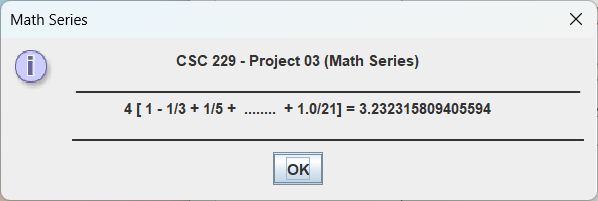 Math Series
CSC 229 - Project 03 (Math Series)
4 [ 1 - 1/3 + 1/5 + ........ + 1.0/21] = 3.232315809405594
OK